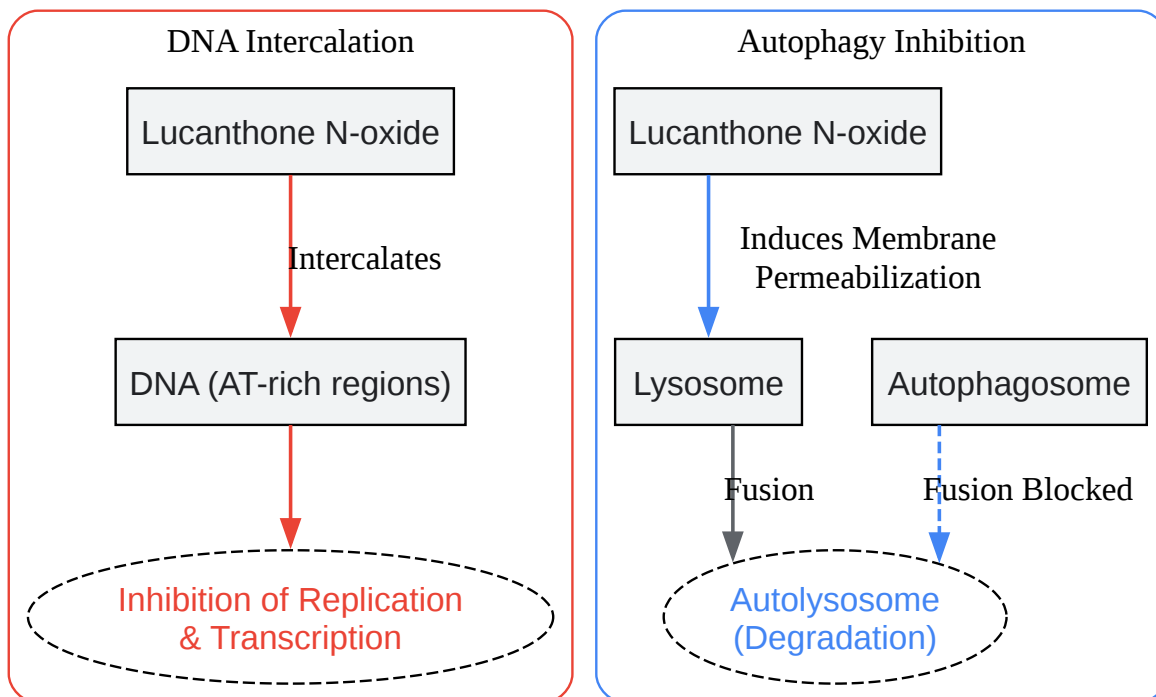 DNA Intercalation
Lucanthone N-oxide
Intercalates
DNA (AT-rich regions)
Inhibition of Replication
& Transcription
Autophagy Inhibition
Lucanthone N-oxide
Induces Membrane
Permeabilization
Lysosome
Autophagosome
Fusion
Fusion Blocked
Autolysosome
(Degradation)